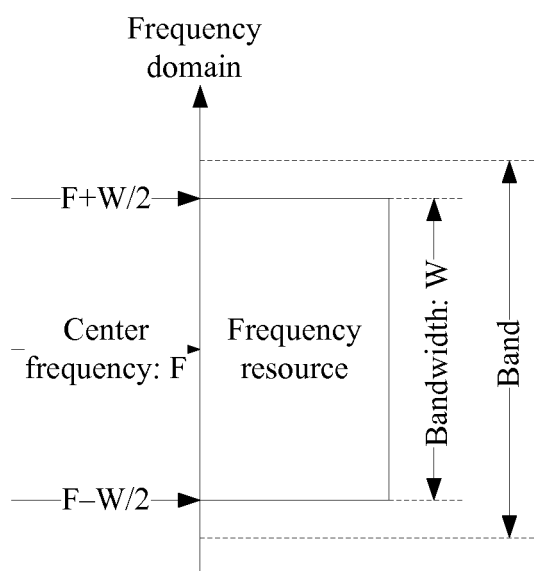 Frequency
domain
F+W/2
Center
frequency: F
Frequency
resource
Bandwidth: W
Band
F–W/2